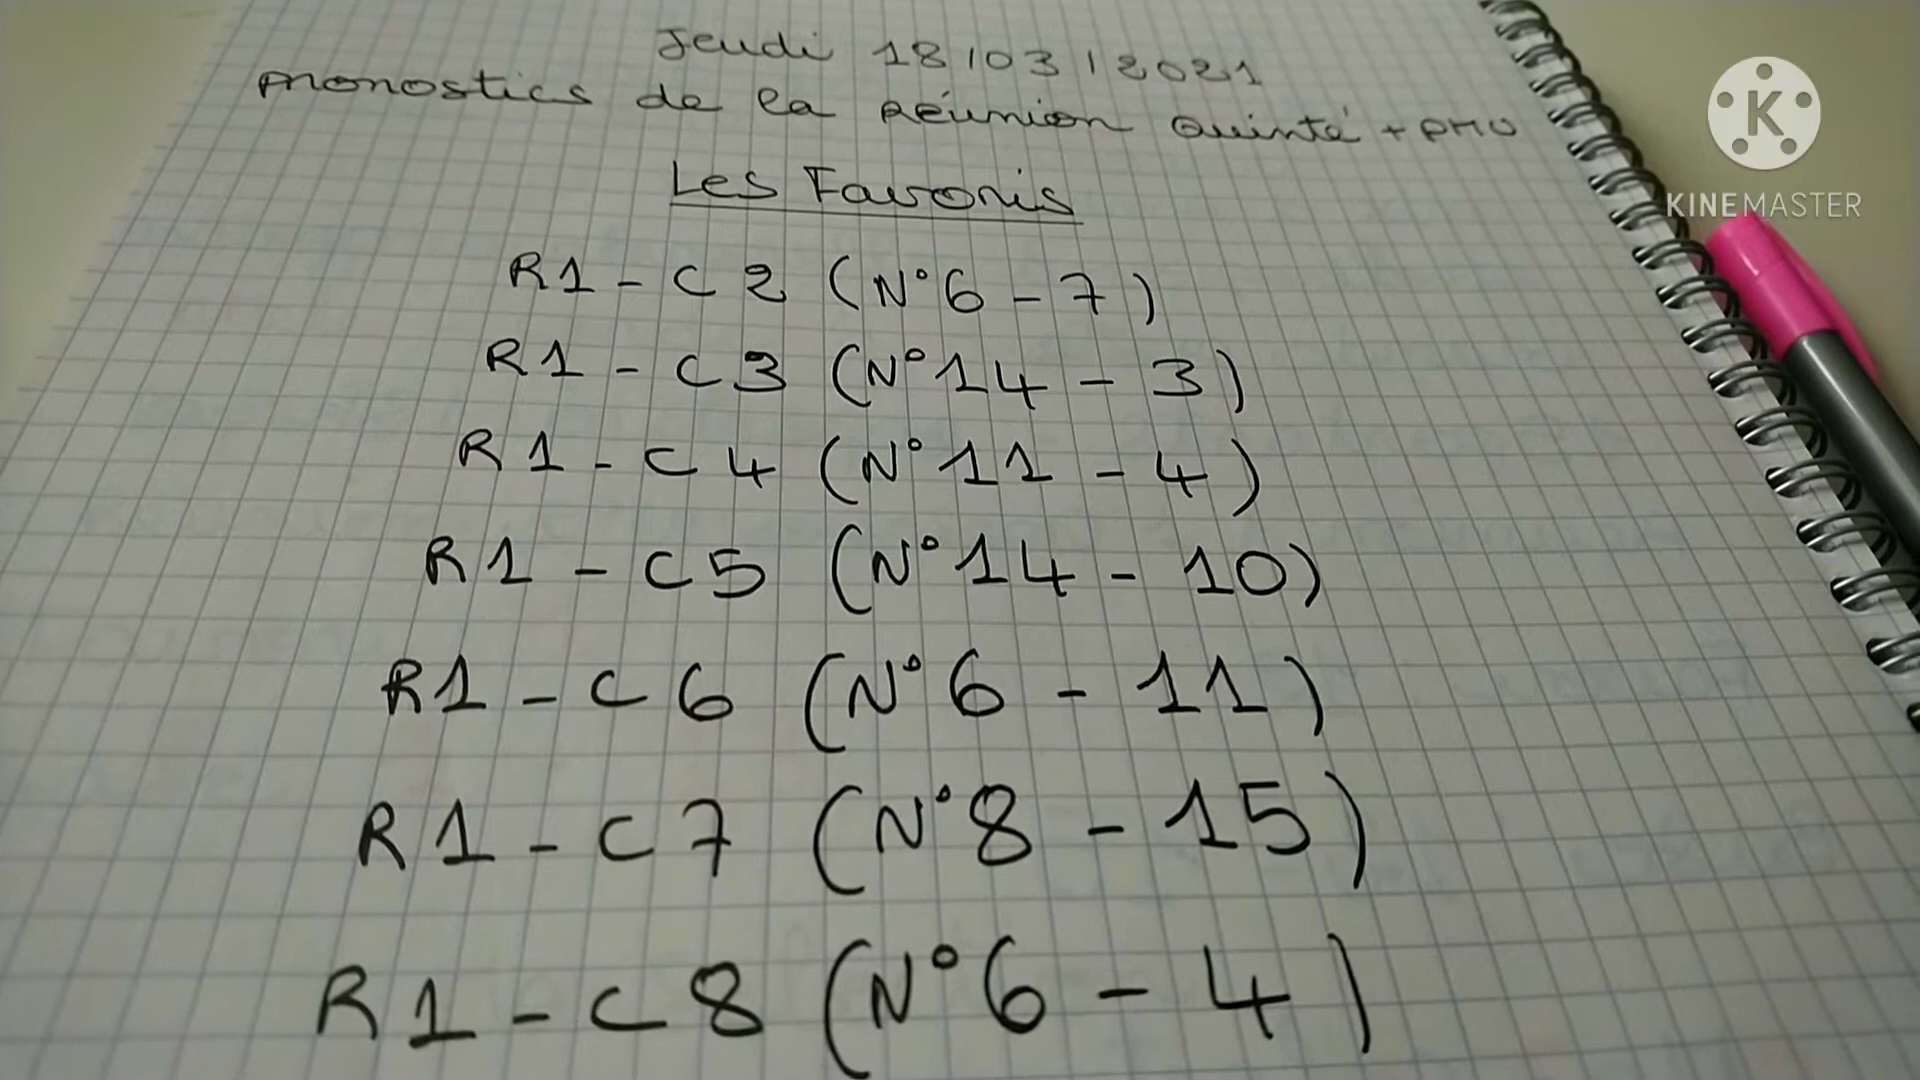 Jeudi 18/03/2021
pronostics de la Réunion Quinté + PMU
Les Favoris
R1 - C2 (N°6 - 7)
R1 - C3 (N°14 - 3)
R1 - C4 (N°11 - 4)
R1 - C5 (N°14 - 10)
R1 - C6 (N°6 - 11)
R1 - C7 (N°8 - 15)
R1 - C8 (N°6 - 4)
K
KINEMASTER